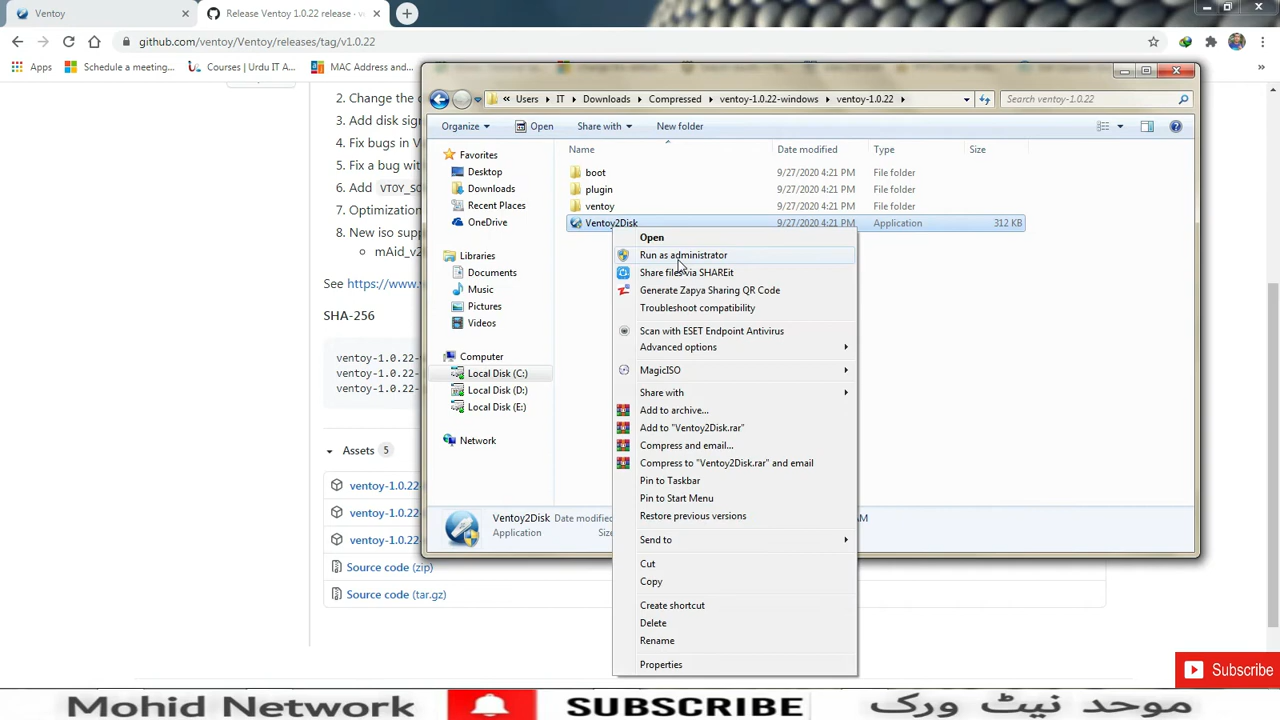 Ventoy
Release Ventoy 1.0.22 release · v
github.com/ventoy/Ventoy/releases/tag/v1.0.22
Apps
Schedule a meeting...
Courses | Urdu IT A...
MAC Address and...
»
2. Change the
3. Add disk sig
4. Fix bugs in V
5. Fix a bug wit
6. Add VTOY_SO
7. Optimization
8. New iso sup
mAid_v2
See https://www.
SHA-256
ventoy-1.0.22-
ventoy-1.0.22-
ventoy-1.0.22-
Assets 5
ventoy-1.0.22
ventoy-1.0.22
ventoy-1.0.22
Source code (zip)
Source code (tar.gz)
« Users IT Downloads Compressed ventoy-1.0.22-windows ventoy-1.0.22
Search ventoy-1.0.22
Organize
Open
Share with
New folder
Favorites
Desktop
Downloads
Recent Places
OneDrive
Libraries
Documents
Music
Pictures
Videos
Computer
Local Disk (C:)
Local Disk (D:)
Local Disk (E:)
Network
Name Date modified Type Size
boot 9/27/2020 4:21 PM File folder
plugin 9/27/2020 4:21 PM File folder
ventoy 9/27/2020 4:21 PM File folder
Ventoy2Disk 9/27/2020 4:21 PM Application 312 KB
Open
Run as administrator
Share files via SHAREit
Generate Zapya Sharing QR Code
Troubleshoot compatibility
Scan with ESET Endpoint Antivirus
Advanced options
MagicISO
Share with
Add to archive...
Add to "Ventoy2Disk.rar"
Compress and email...
Compress to "Ventoy2Disk.rar" and email
Pin to Taskbar
Pin to Start Menu
Restore previous versions
Send to
Cut
Copy
Create shortcut
Delete
Rename
Properties
Ventoy2Disk Date modified AM
Application Size
Subscribe
Mohid Network
SUBSCRIBE
موحد نیٹ ورک